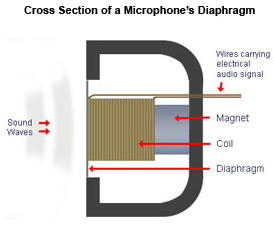 Cross Section of a Microphone's Diaphragm
Wires carrying
electrical
audio signal
Magnet
Sound
Waves
Coil
Diaphragm